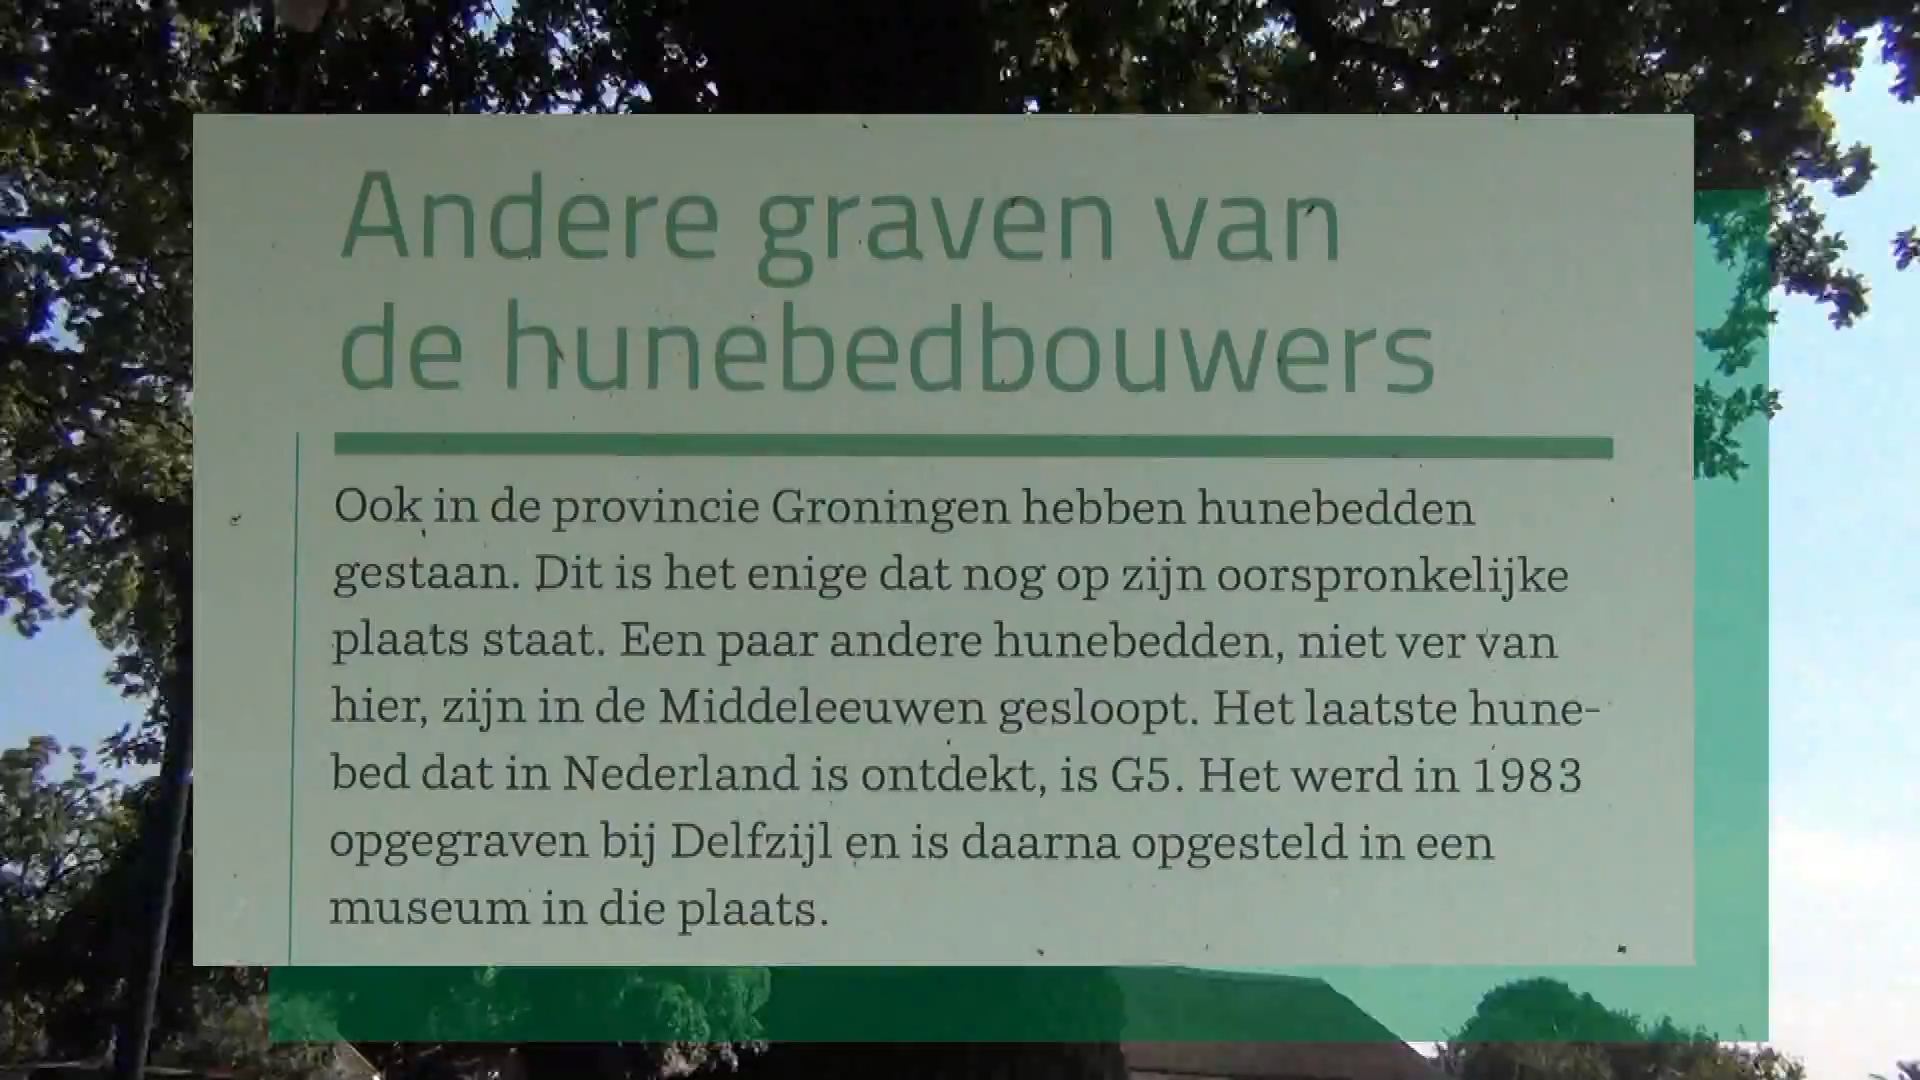 Andere graven van
de hunebedbouwers
Ook in de provincie Groningen hebben hunebedden
gestaan. Dit is het enige dat nog op zijn oorspronkelijke
plaats staat. Een paar andere hunebedden, niet ver van
hier, zijn in de Middeleeuwen gesloopt. Het laatste hune-
bed dat in Nederland is ontdekt, is G5. Het werd in 1983
opgegraven bij Delfzijl en is daarna opgesteld in een
museum in die plaats.